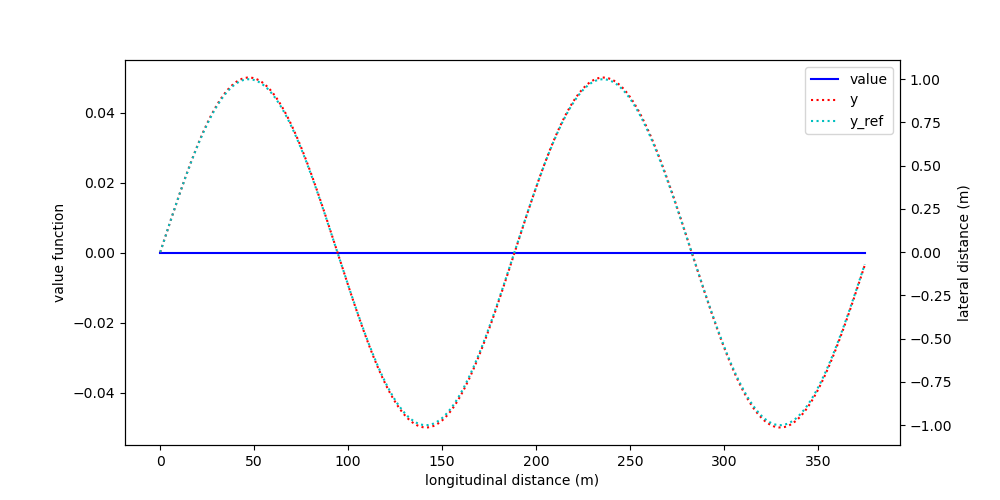 value
y
y_ref
0.04
0.02
0.00
−0.02
−0.04
value function
1.00
0.75
0.50
0.25
0.00
−0.25
−0.50
−0.75
−1.00
lateral distance (m)
0 50 100 150 200 250 300 350
longitudinal distance (m)